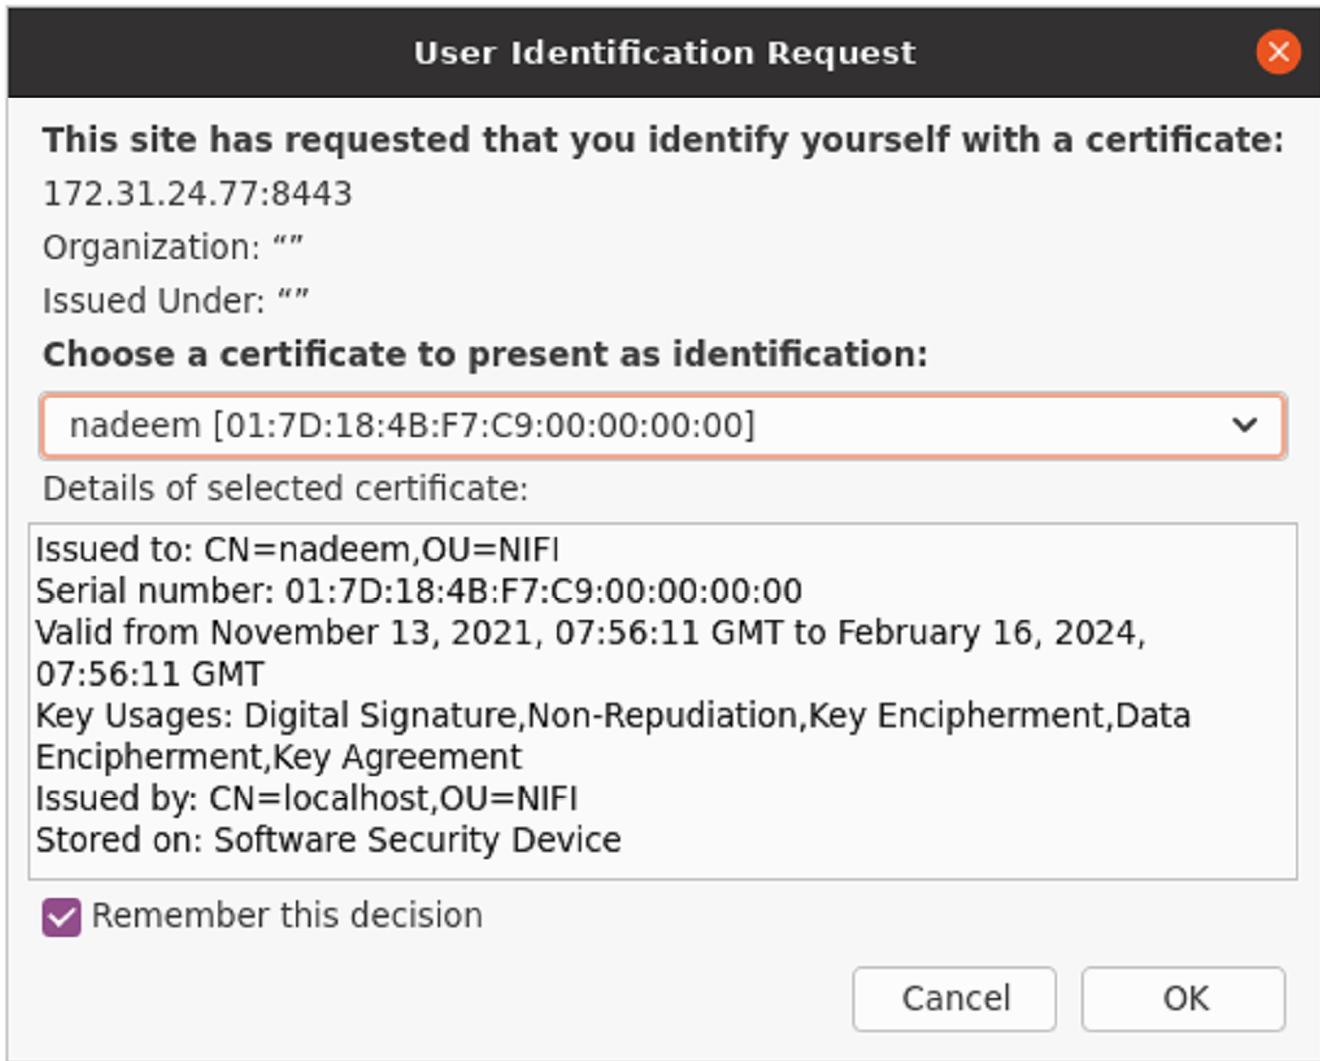 User Identification Request
This site has requested that you identify yourself with a certificate:
172.31.24.77:8443
Organization: “”
Issued Under: “”
Choose a certificate to present as identification:
nadeem [01:7D:18:4B:F7:C9:00:00:00:00]
Details of selected certificate:
Issued to: CN=nadeem,OU=NIFI
Serial number: 01:7D:18:4B:F7:C9:00:00:00:00
Valid from November 13, 2021, 07:56:11 GMT to February 16, 2024,
07:56:11 GMT
Key Usages: Digital Signature,Non-Repudiation,Key Encipherment,Data
Encipherment,Key Agreement
Issued by: CN=localhost,OU=NIFI
Stored on: Software Security Device
Remember this decision
Cancel OK